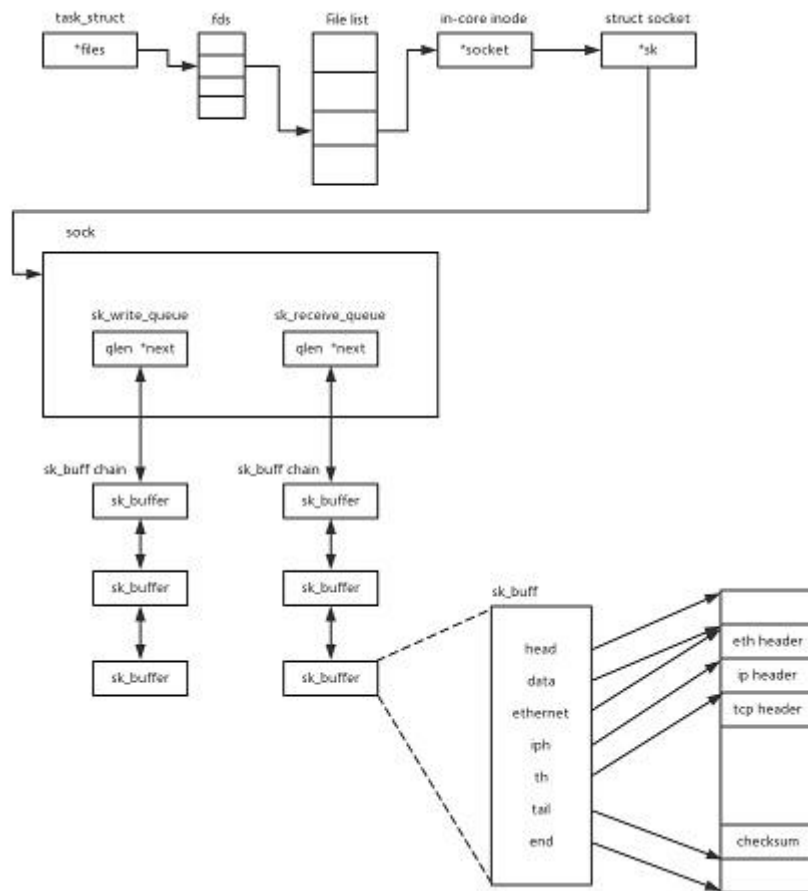 task_struct
fds
File list
in-core inode
struct socket
*files
*socket
*sk
sock
sk_write_queue
sk_receive_queue
qlen *next
qlen *next
sk_buff chain
sk_buff chain
sk_buffer
sk_buffer
sk_buffer
sk_buffer
sk_buffer
sk_buffer
sk_buff
head
data
ethernet
iph
th
tail
end
eth header
ip header
tcp header
checksum